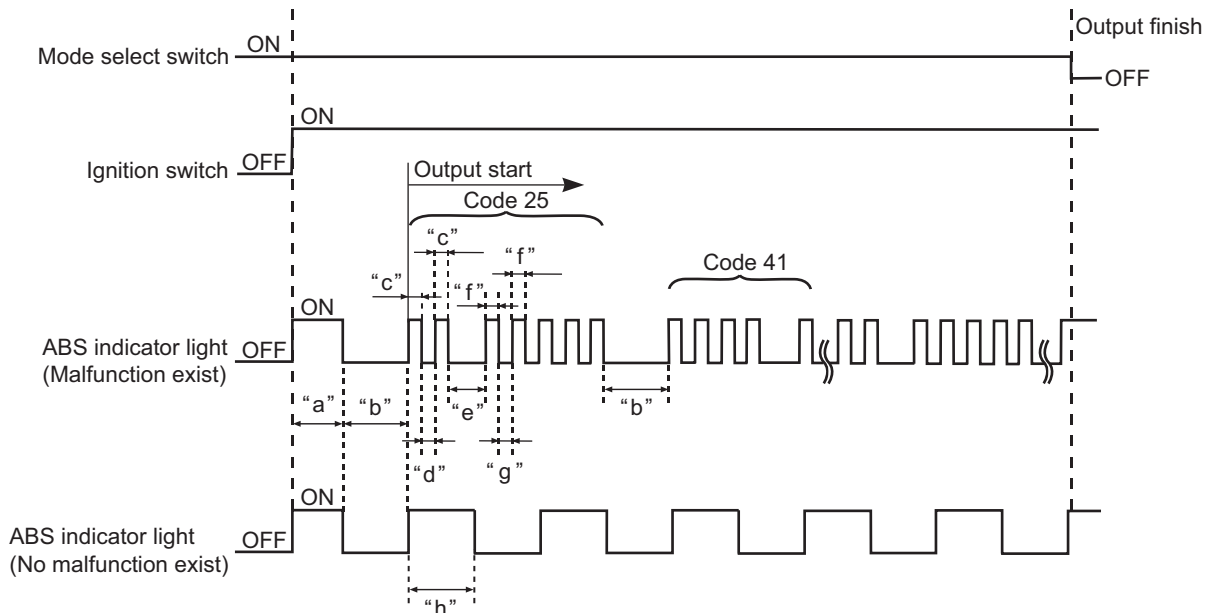 Output finish
ON
Mode select switch
OFF
ON
OFF
Ignition switch
Output start
Code 25
“c”
“f”
Code 41
“c”
“f”
ON
ABS indicator light
OFF
(Malfunction exist)
“a”
“b”
“e”
“b”
“d”
“g”
ON
ABS indicator light
OFF
(No malfunction exist)
“h”